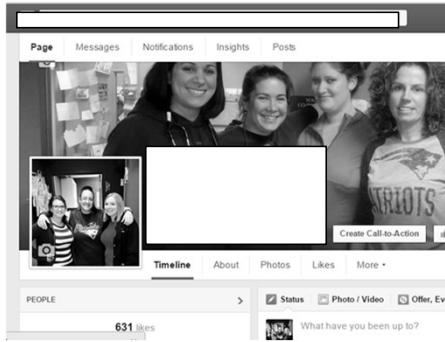 Page Messages Notifications Insights Posts
PATRIOTS
Create Call-to-Action
Timeline About Photos Likes More
PEOPLE
Status Photo / Video Offer, Ev
631 likes
What have you been up to?